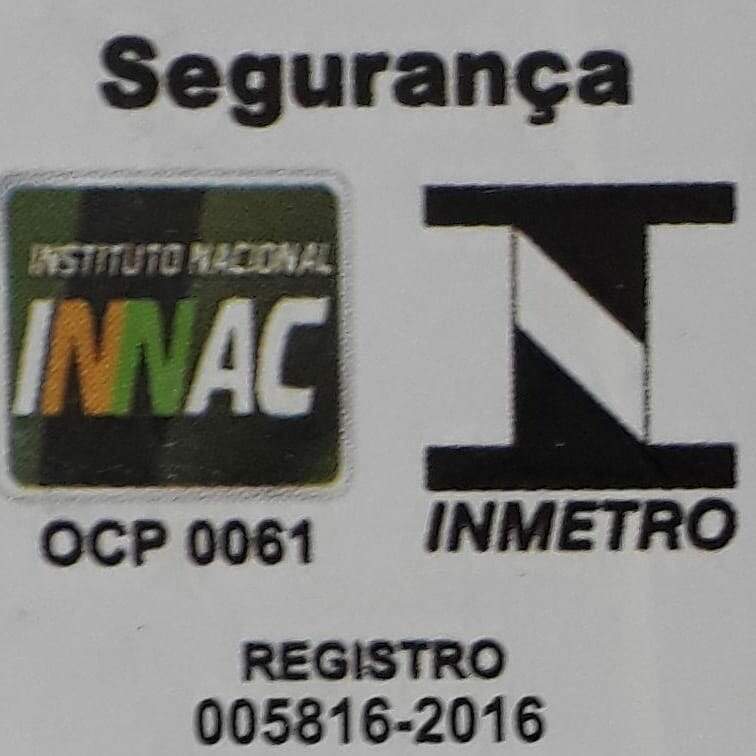 Segurança
INSTITUTO NACIONAL
INNAC
OCP 0061
INMETRO
REGISTRO
005816-2016